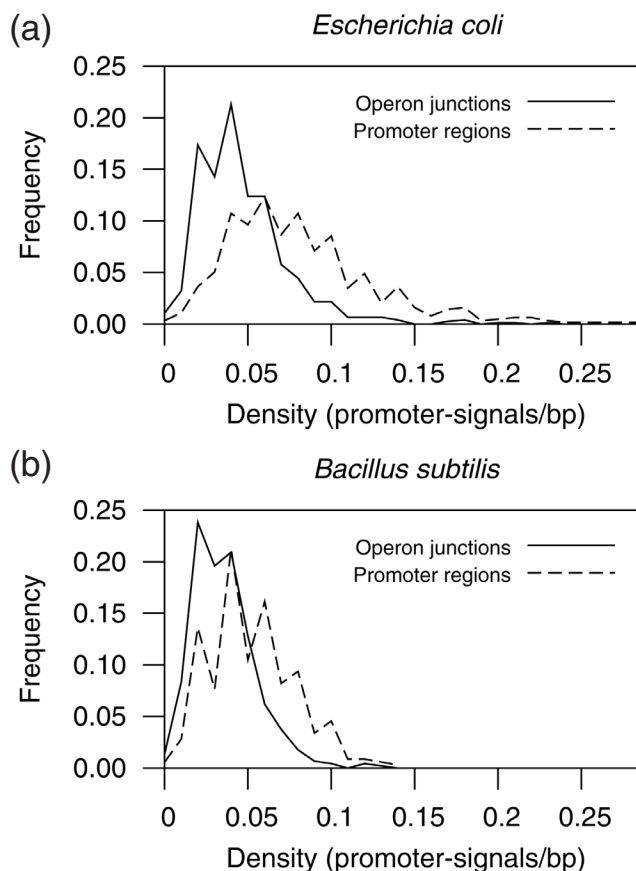 (a)
Escherichia coli
0.25
0.20
0.15
0.10
0.05
0.00
Frequency
Operon junctions
Promoter regions
0 0.05 0.1 0.15 0.2 0.25
Density (promoter-signals/bp)
(b)
Bacillus subtilis
0.25
0.20
0.15
0.10
0.05
0.00
Frequency
Operon junctions
Promoter regions
0 0.05 0.1 0.15 0.2 0.25
Density (promoter-signals/bp)